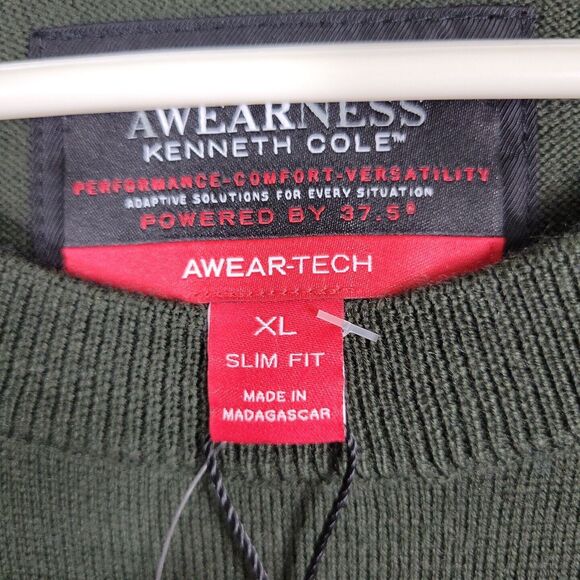 AWEARNESS
KENNETH COLE™
PERFORMANCE-COMFORT-VERSATILITY
ADAPTIVE SOLUTIONS FOR EVERY SITUATION
POWERED BY 37.5®
AWEAR-TECH
XL
SLIM FIT
MADE IN
MADAGASCAR